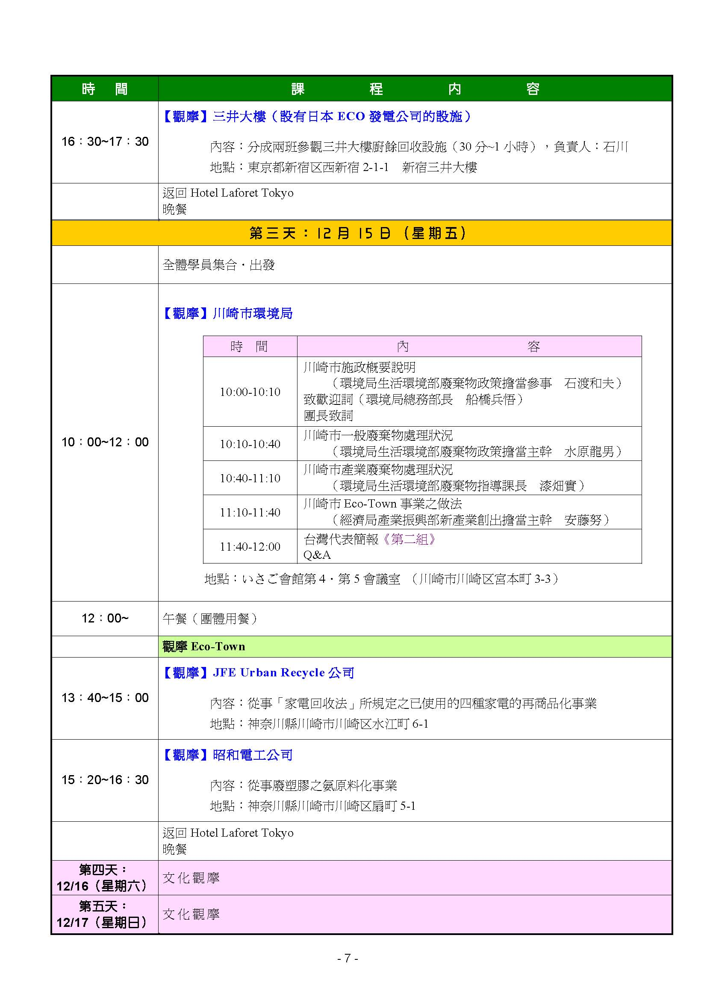 時　間　課　程　內　容
【觀摩】三井大樓（設有日本 ECO 發電公司的設施）
16：30~17：30
內容：分成兩班參觀三井大樓廚餘回收設施（30 分~1 小時），負責人：石川
地點：東京都新宿区西新宿 2-1-1　新宿三井大樓
返回 Hotel Laforet Tokyo
晚餐
第三天：12 月 15 日（星期五）
全體學員集合．出發
10：00~12：00
【觀摩】川崎市環境局
時　間　內　容
10:00-10:10
川崎市施政概要說明
（環境局生活環境部廢棄物政策擔當參事　石渡和夫）
致歡迎詞（環境局總務部長　船橋兵悟）
團長致詞
10:10-10:40
川崎市一般廢棄物處理狀況
（環境局生活環境部廢棄物政策擔當主幹　水原龍男）
10:40-11:10
川崎市產業廢棄物處理狀況
（環境局生活環境部廢棄物指導課長　漆畑實）
11:10-11:40
川崎市 Eco-Town 事業之做法
（經濟局產業振興部新產業創出擔當主幹　安藤努）
11:40-12:00
台灣代表簡報《第二組》
Q&A
地點：いさご會館第 4．第 5 會議室 （川崎市川崎区宮本町 3-3）
12：00~　午餐（團體用餐）
觀摩 Eco-Town
【觀摩】JFE Urban Recycle 公司
13：40~15：00
內容：從事「家電回收法」所規定之已使用的四種家電的再商品化事業
地點：神奈川縣川崎市川崎区水江町 6-1
【觀摩】昭和電工公司
15：20~16：30
內容：從事廢塑膠之氨原料化事業
地點：神奈川縣川崎市川崎区扇町 5-1
返回 Hotel Laforet Tokyo
晚餐
第四天：
12/16（星期六）
文化觀摩
第五天：
12/17（星期日）
文化觀摩
- 7 -